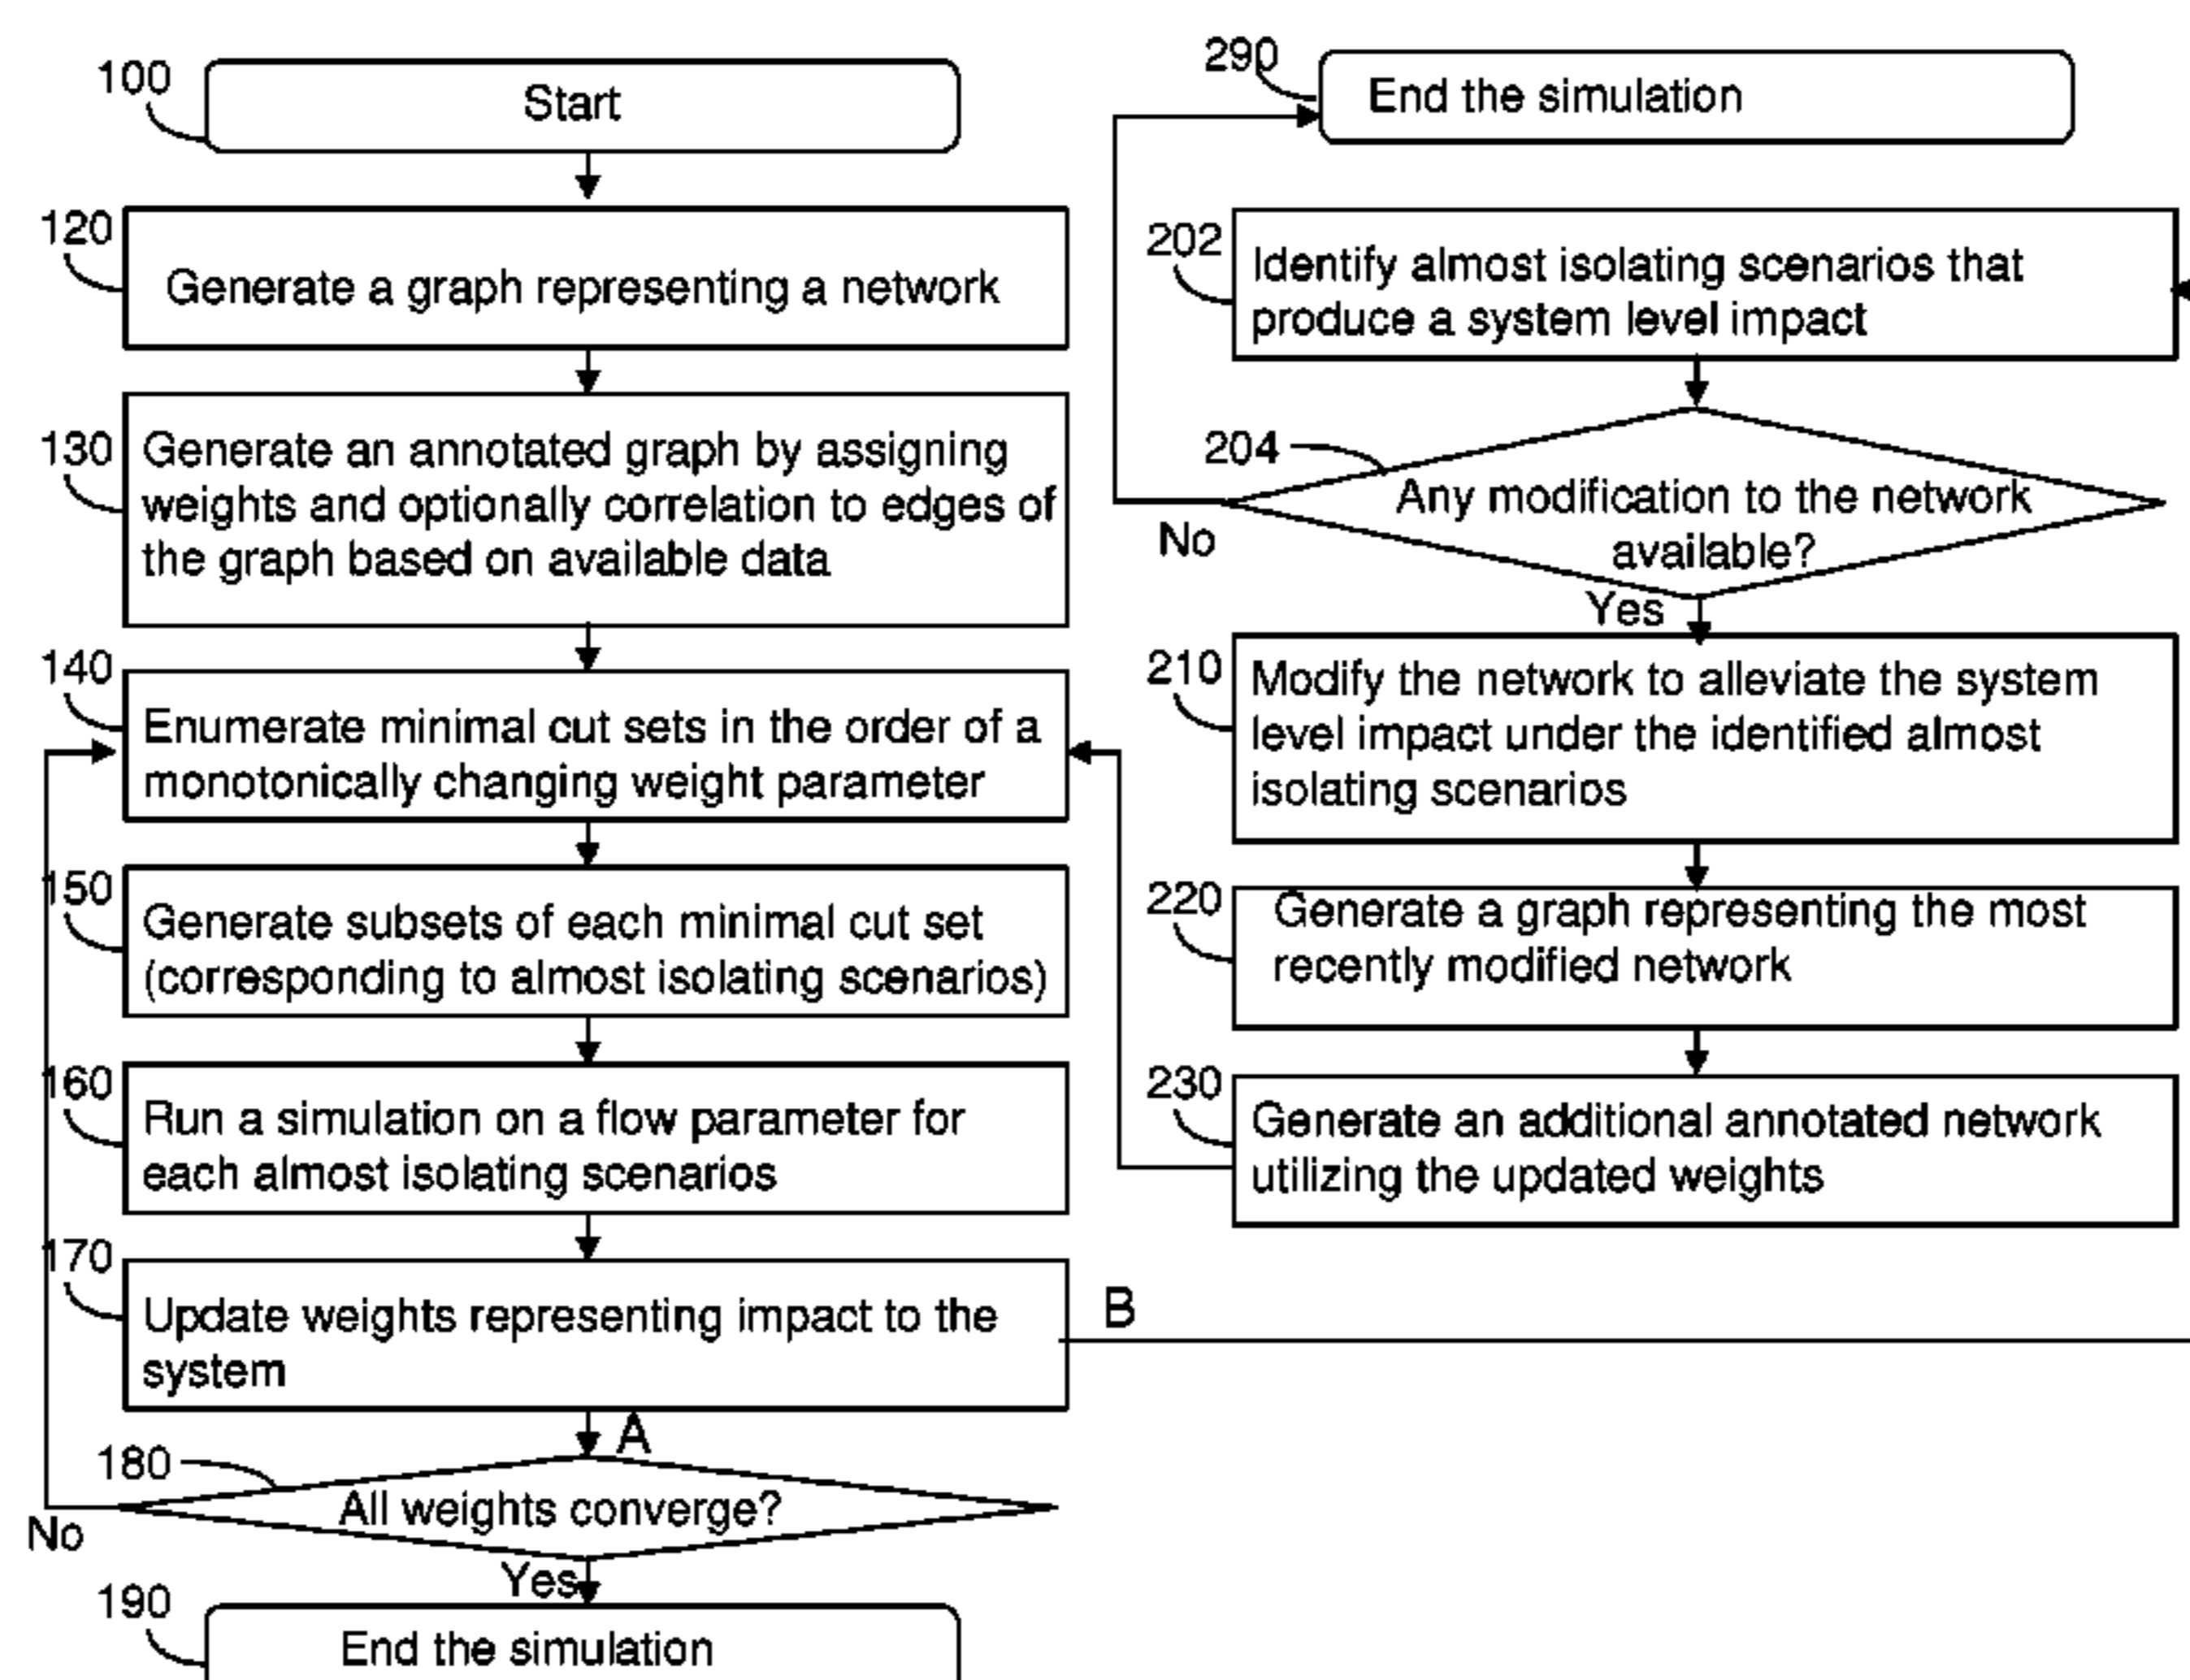 100
Start
120
Generate a graph representing a network
130
Generate an annotated graph by assigning
weights and optionally correlation to edges of
the graph based on available data
140
Enumerate minimal cut sets in the order of a
monotonically changing weight parameter
150
Generate subsets of each minimal cut set
(corresponding to almost isolating scenarios)
160
Run a simulation on a flow parameter for
each almost isolating scenarios
170
Update weights representing impact to the
system
B
A
180
All weights converge?
No
Yes
190
End the simulation
290
End the simulation
202
Identify almost isolating scenarios that
produce a system level impact
204
Any modification to the network
available?
No
Yes
210
Modify the network to alleviate the system
level impact under the identified almost
isolating scenarios
220
Generate a graph representing the most
recently modified network
230
Generate an additional annotated network
utilizing the updated weights